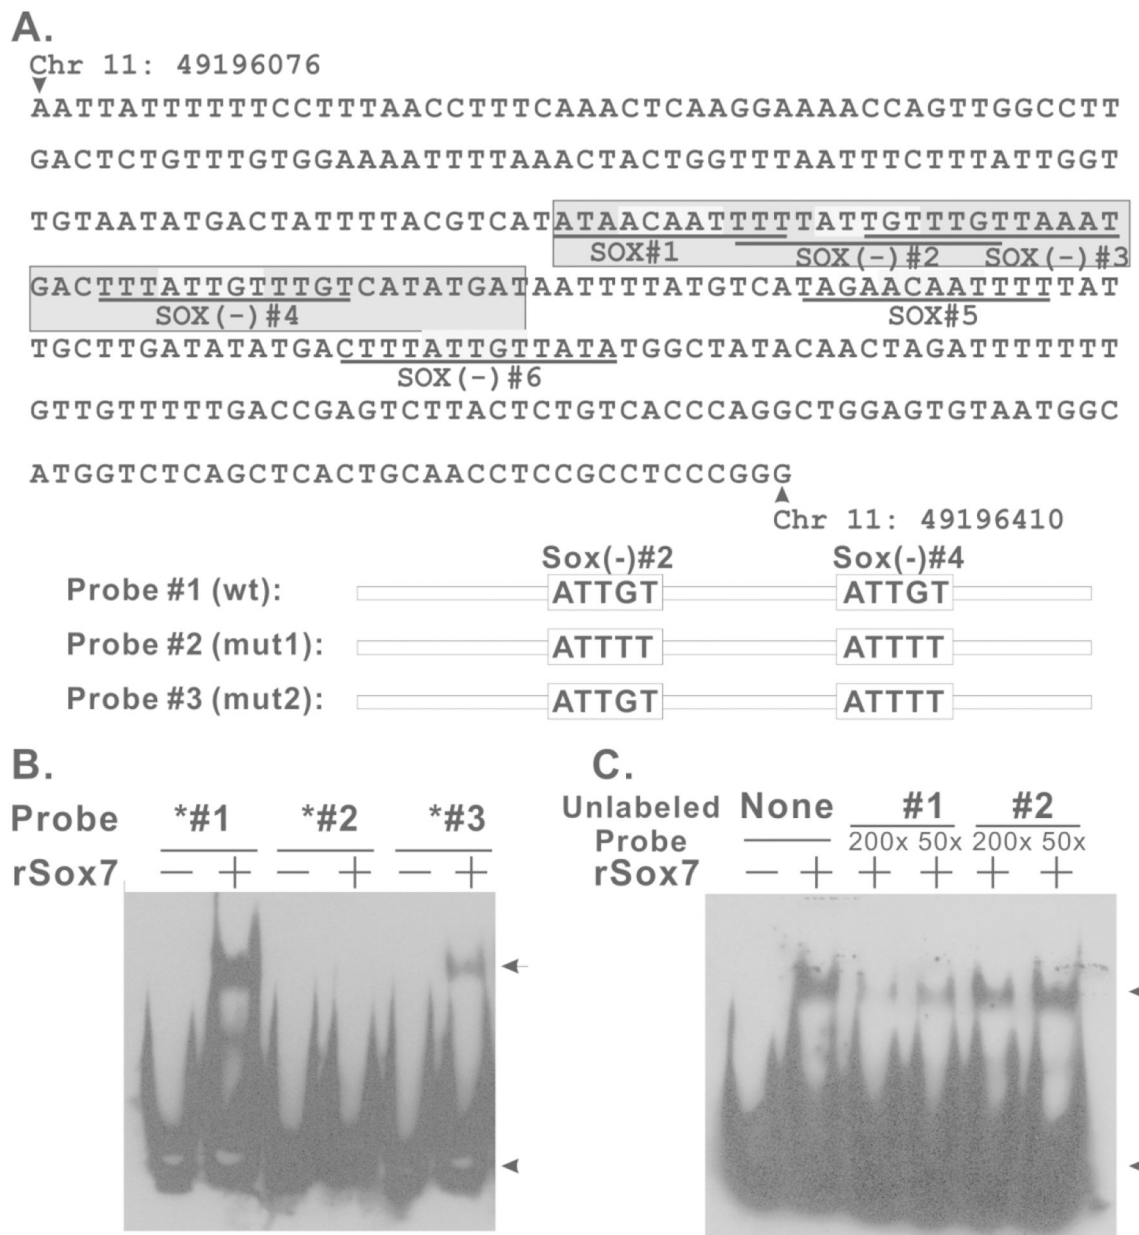 A.
Chr 11: 49196076
AATTATTTTTTCCTTTAACCTTTCAAACTCAAGGAAAACCAGTTGGCCTT
GACTCTGTTTGTGGAAAATTTTAAACTACTGGTTTAATTTCTTTATTGGT
TGTAATATGACTATTTTACGTCATATAACAATTTTTATTGTTTGTTAAAT
SOX#1 SOX(-)#2 SOX(-)#3
GACTTTATTGTTTGTCATATGATAATTTTATGTCATAGAACAATTTTTAT
SOX(-)#4 SOX#5
TGCTTGATATATGACTTTATTGTTATATGGCTATACAACTAGATTTTTTT
SOX(-)#6
GTTGTTTTTGACCGAGTCTTACTCTGTCACCCAGGCTGGAGTGTAATGGC
ATGGTCTCAGCTCACTGCAACCTCCGCCTCCCGGG
Chr 11: 49196410
Sox(-)#2 Sox(-)#4
Probe #1 (wt): ATTGT ATTGT
Probe #2 (mut1): ATTTT ATTTT
Probe #3 (mut2): ATTGT ATTTT
B.
Probe *#1 *#2 *#3
rSox7 — + — + — +
C.
Unlabeled Probe None #1 #2
200x 50x 200x 50x
rSox7 — + + + + +